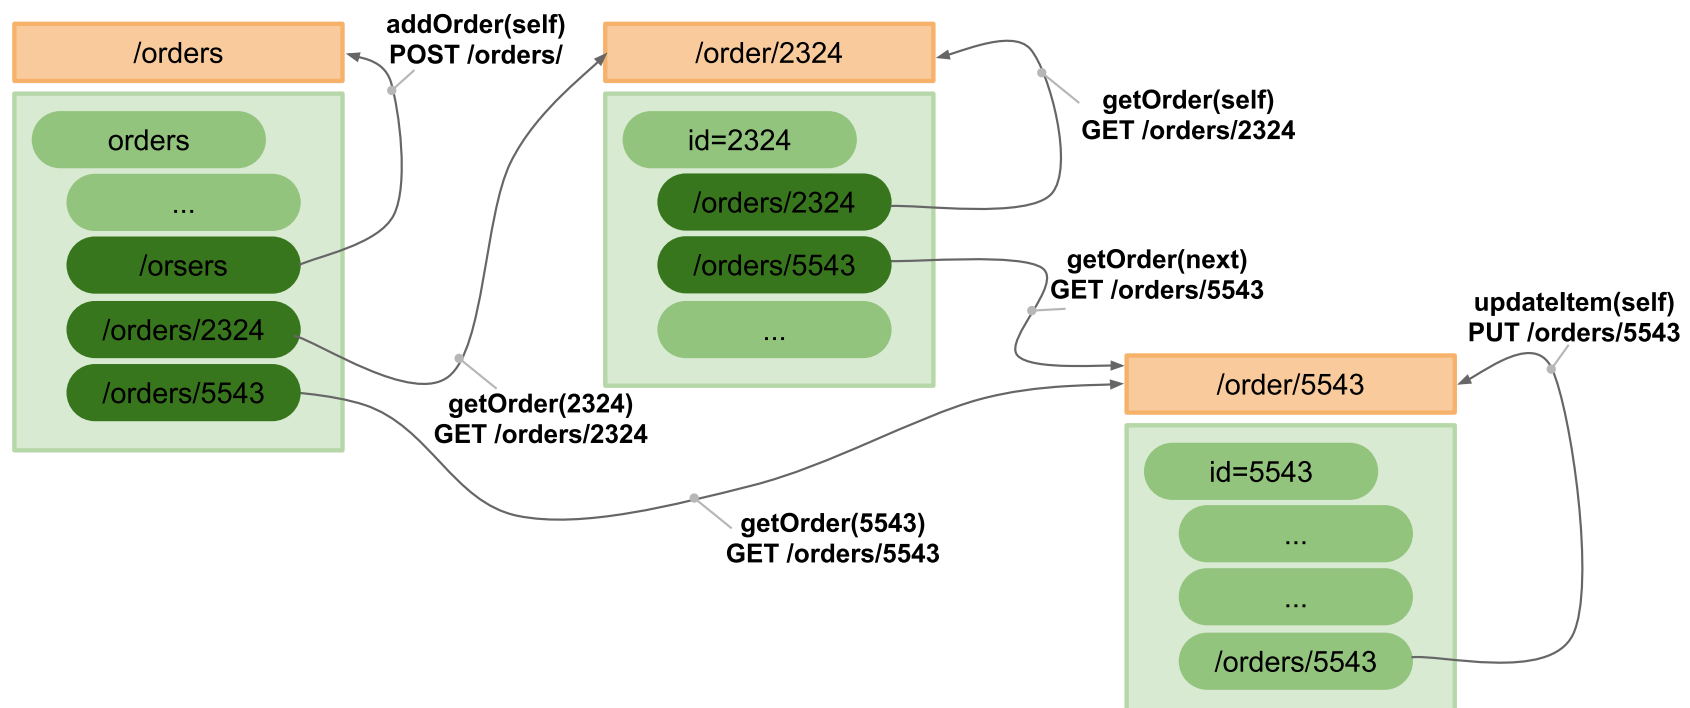 /orders
orders
...
/orsers
/orders/2324
/orders/5543
addOrder(self)
POST /orders/
getOrder(2324)
GET /orders/2324
getOrder(5543)
GET /orders/5543
/order/2324
id=2324
/orders/2324
/orders/5543
...
getOrder(self)
GET /orders/2324
getOrder(next)
GET /orders/5543
/order/5543
id=5543
...
...
/orders/5543
updateItem(self)
PUT /orders/5543